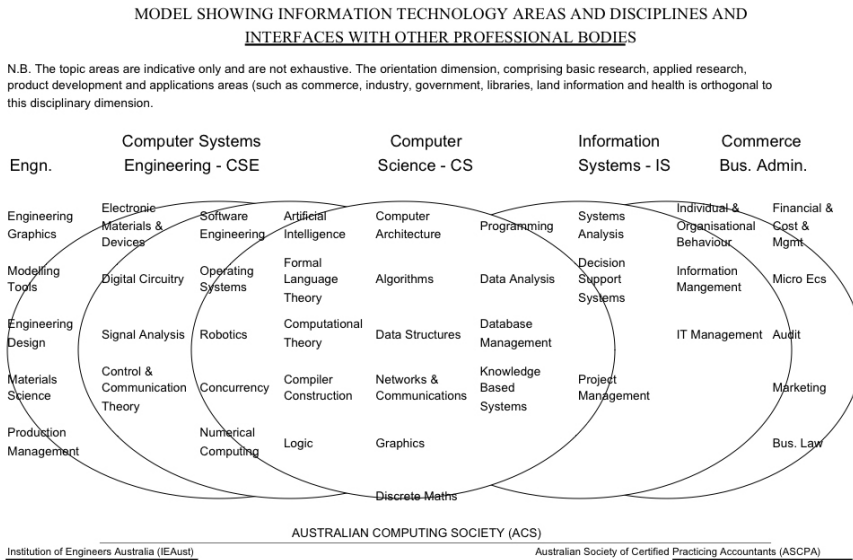 MODEL SHOWING INFORMATION TECHNOLOGY AREAS AND DISCIPLINES AND
INTERFACES WITH OTHER PROFESSIONAL BODIES
N.B. The topic areas are indicative only and are not exhaustive. The orientation dimension, comprising basic research, applied research,
product development and applications areas (such as commerce, industry, government, libraries, land information and health is orthogonal to
this disciplinary dimension.
Engn.
Computer Systems
Engineering - CSE
Computer
Science - CS
Information
Systems - IS
Commerce
Bus. Admin.
Engineering
Graphics
Modelling
Tools
Engineering
Design
Materials
Science
Production
Management
Electronic
Materials &
Devices
Digital Circuitry
Signal Analysis
Control &
Communication
Theory
Software
Engineering
Operating
Systems
Robotics
Concurrency
Numerical
Computing
Artificial
Intelligence
Formal
Language
Theory
Computational
Theory
Compiler
Construction
Logic
Computer
Architecture
Algorithms
Data Structures
Networks &
Communications
Graphics
Discrete Maths
Programming
Data Analysis
Database
Management
Knowledge
Based
Systems
Systems
Analysis
Decision
Support
Systems
Project
Management
Individual &
Organisational
Behaviour
Information
Mangement
IT Management
Financial &
Cost &
Mgmt
Micro Ecs
Audit
Marketing
Bus. Law
AUSTRALIAN COMPUTING SOCIETY (ACS)
Institution of Engineers Australia (IEAust)
Australian Society of Certified Practicing Accountants (ASCPA)